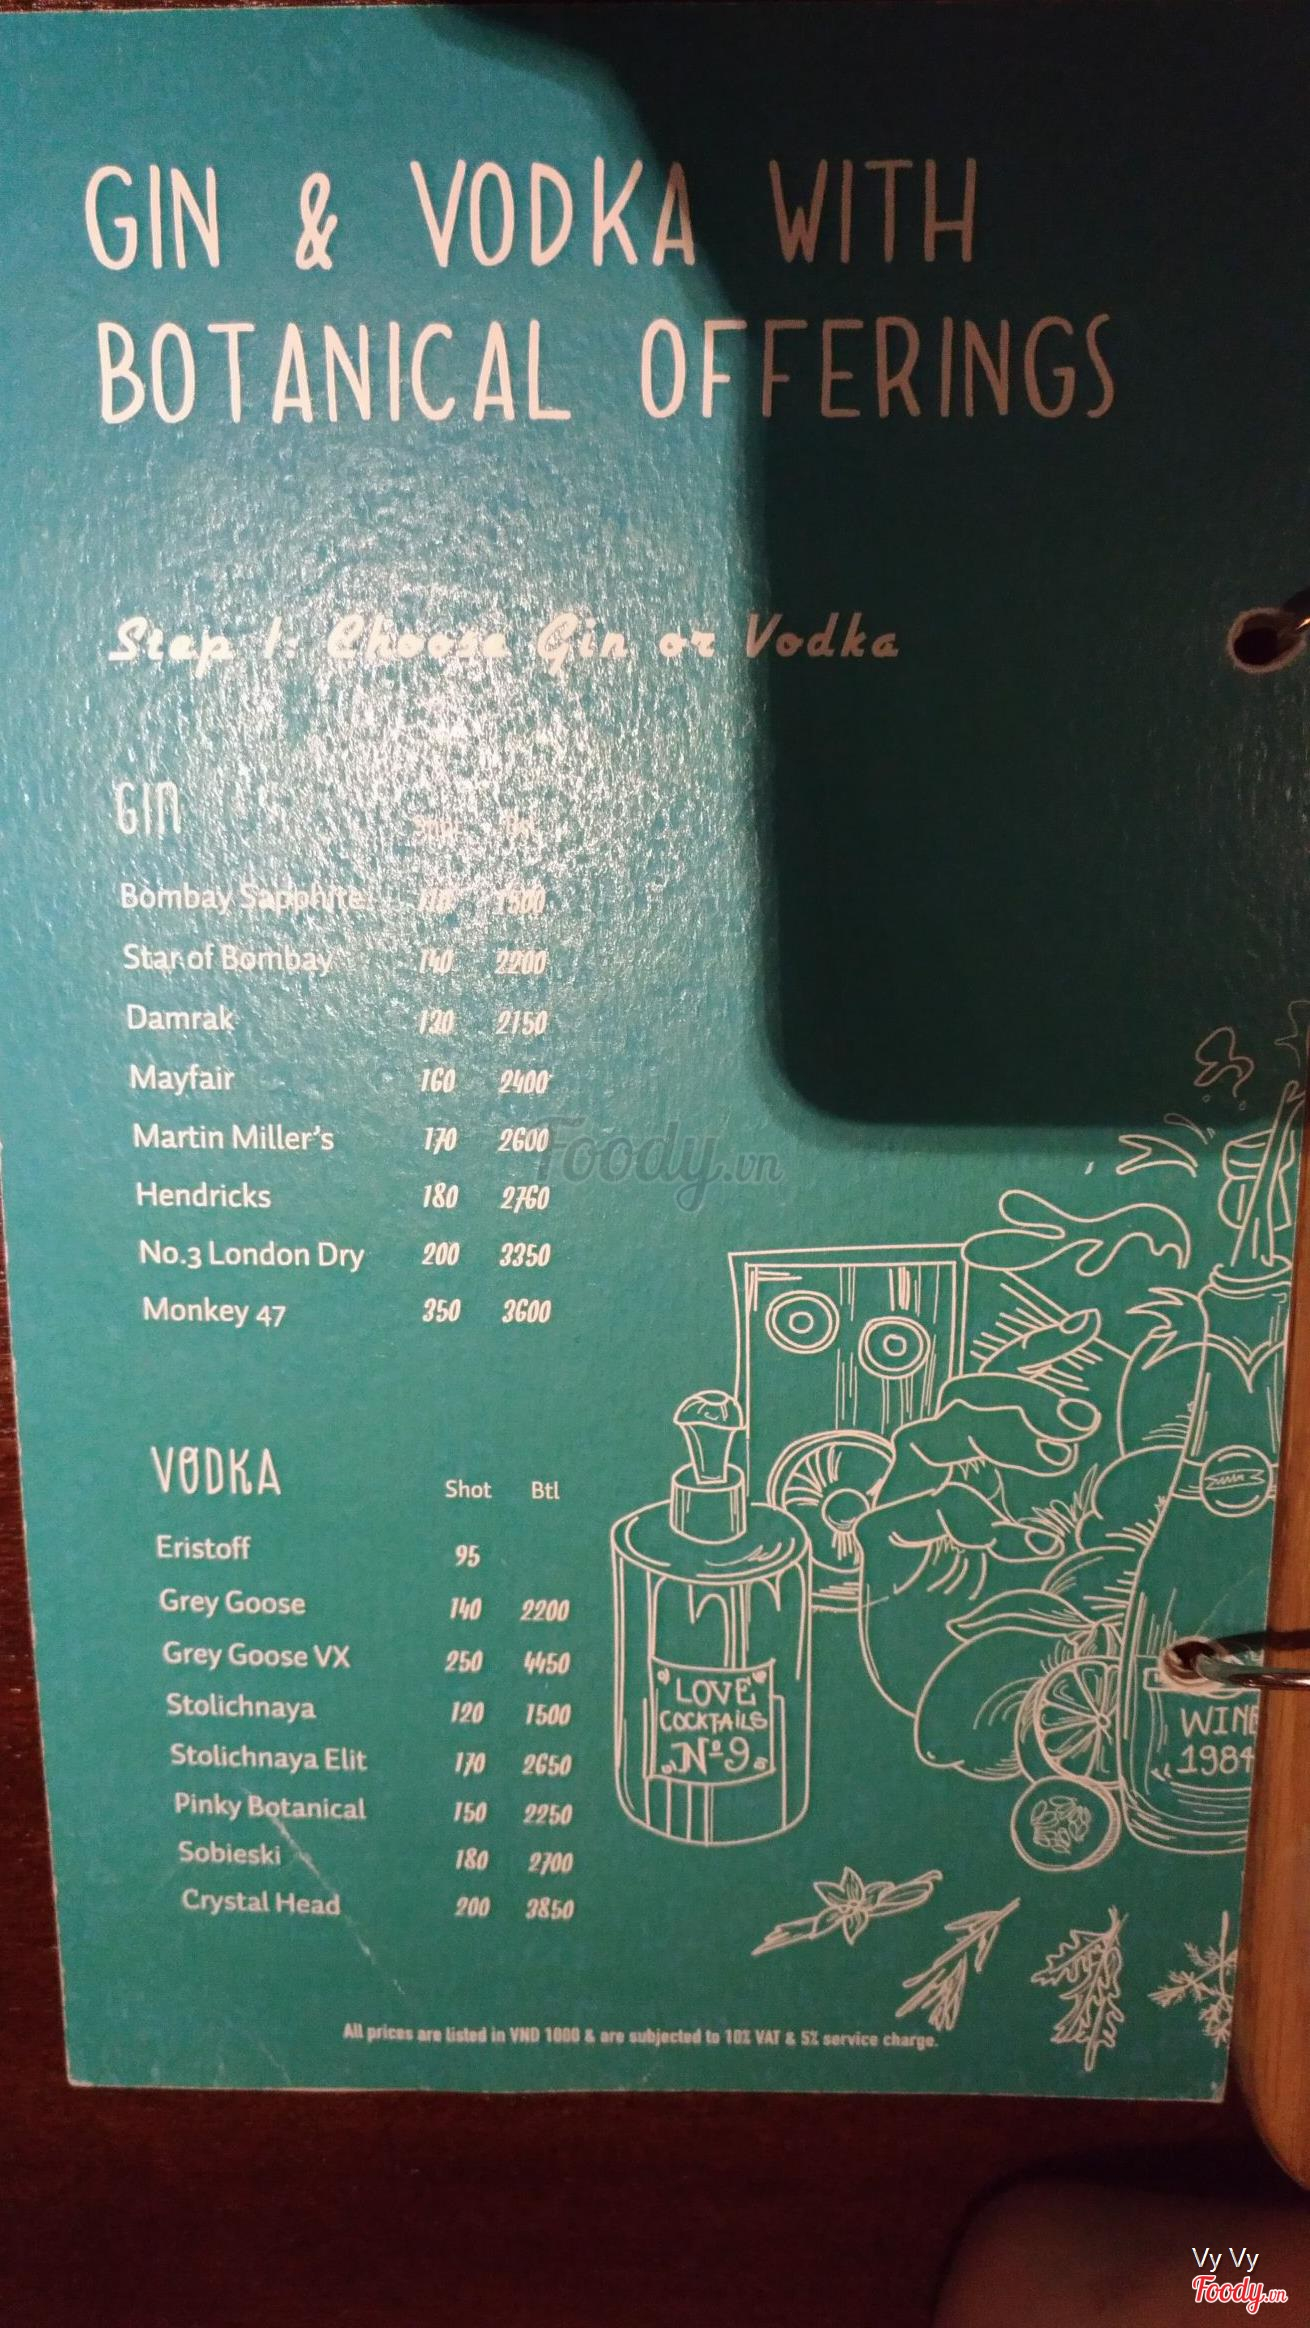 GIN & VODKA WITH
BOTANICAL OFFERINGS
Step 1: Choose Gin or Vodka
GIN
Bombay Sapphire
Star of Bombay 140 2200
Damrak 2150
Mayfair 160 2400
Martin Miller's 170 2600
Hendricks 180 2760
No.3 London Dry 200 3350
Monkey 47 350 3600
VODKA Shot Btl
Eristoff 95
Grey Goose 140 2200
Grey Goose VX 250 4450
Stolichnaya 120 1500
Stolichnaya Elit 170 2650
Pinky Botanical 150 2250
Sobieski 180 2700
Crystal Head 200 3850
LOVE
COCKTAILS
Nº9
WINE
1984
All prices are listed in VND 1000 & are subjected to 10% VAT & 5% service charge.
Foody.vn
Vy Vy
Foody.vn